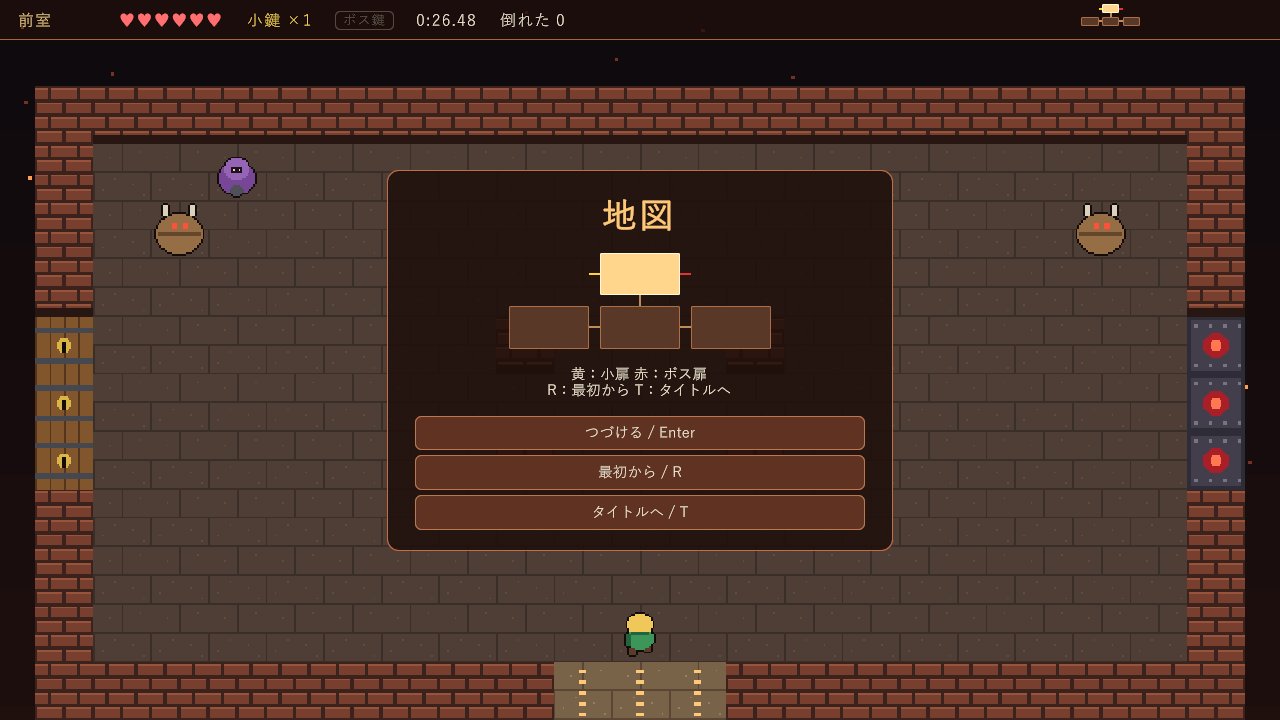 前室 ♥♥♥♥♥♥ 小鍵 ×1 ボス鍵 0:26.48 倒れた 0
地図
黄：小扉 赤：ボス扉
R：最初から T：タイトルへ
つづける / Enter
最初から / R
タイトルへ / T